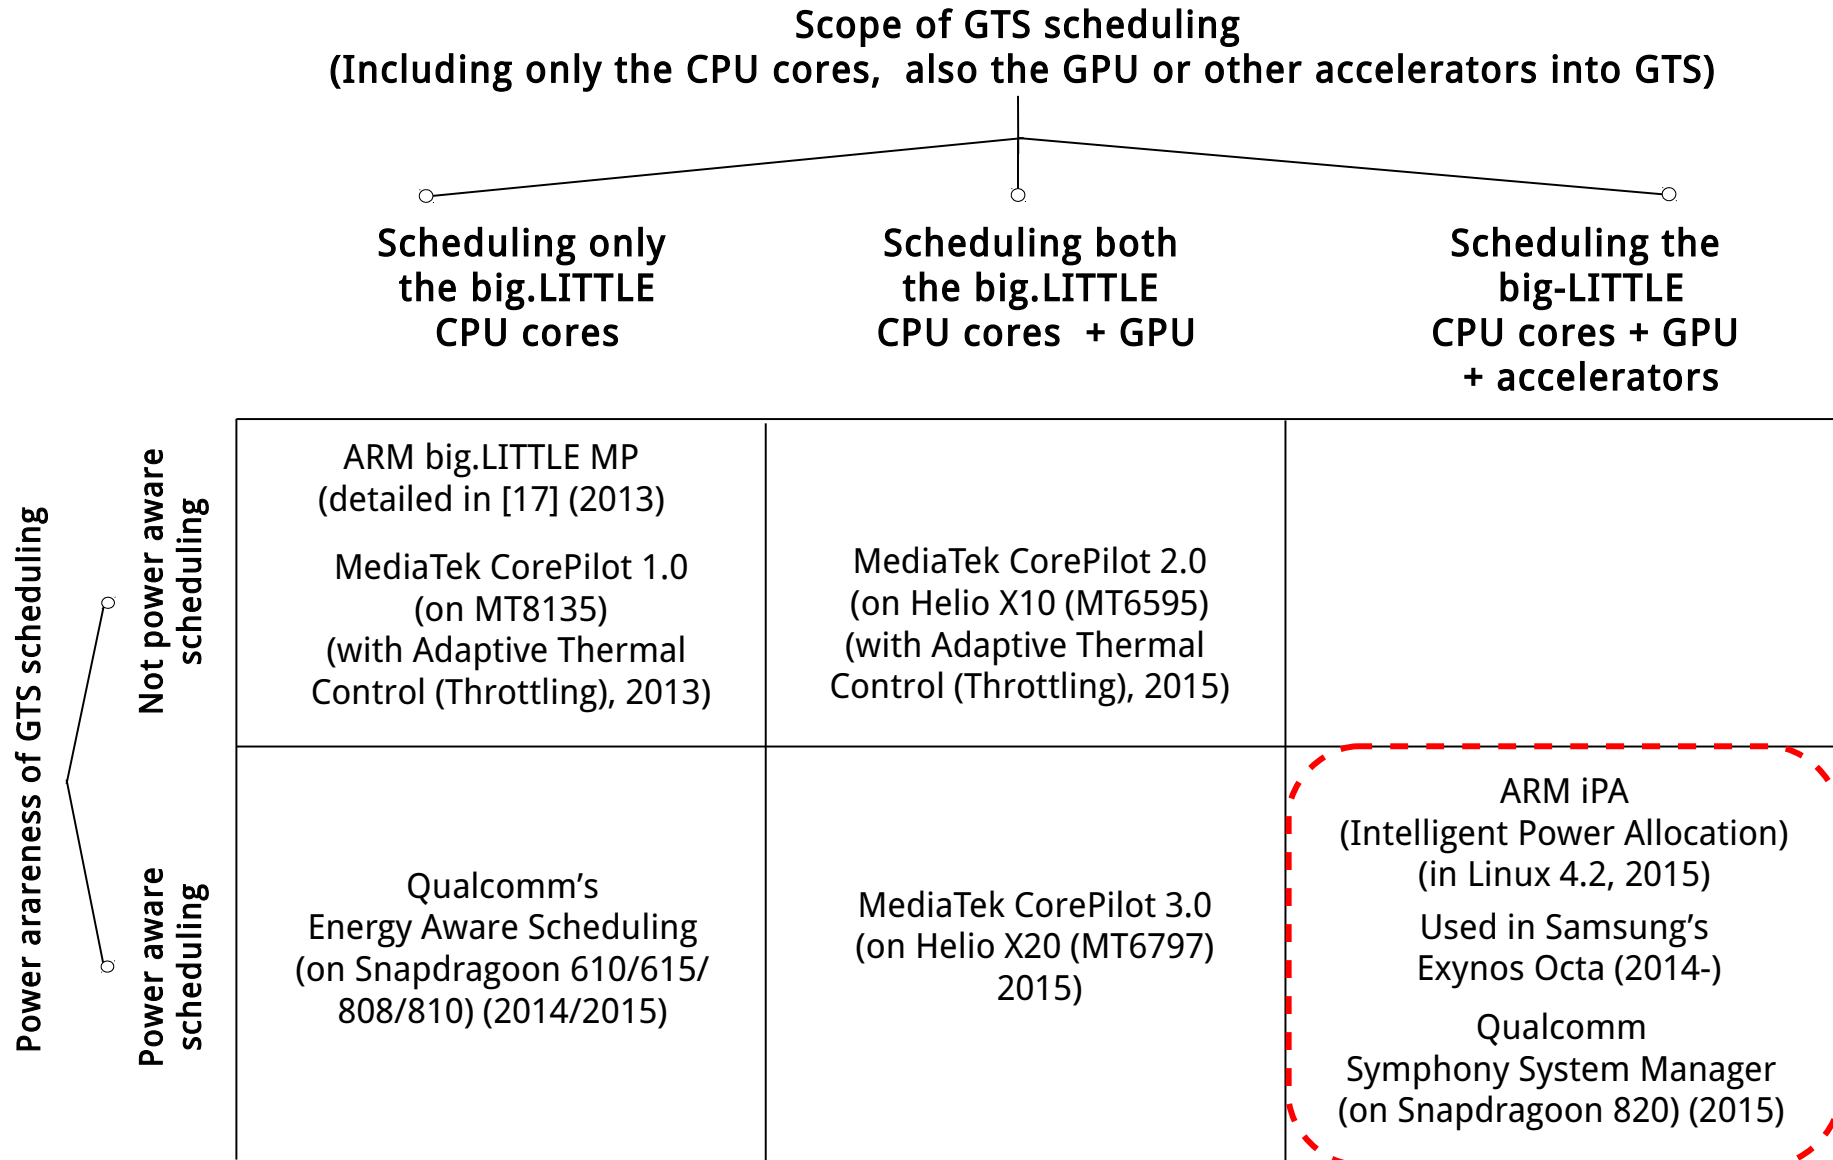 Scope of GTS scheduling
(Including only the CPU cores, also the GPU or other accelerators into GTS)
Scheduling only
the big.LITTLE
CPU cores
Scheduling both
the big.LITTLE
CPU cores + GPU
Scheduling the
big-LITTLE
CPU cores + GPU
+ accelerators
Power arareness of GTS scheduling
Not power aware
scheduling
ARM big.LITTLE MP
(detailed in [17] (2013)
MediaTek CorePilot 1.0
(on MT8135)
(with Adaptive Thermal
Control (Throttling), 2013)
MediaTek CorePilot 2.0
(on Helio X10 (MT6595)
(with Adaptive Thermal
Control (Throttling), 2015)
Power aware
scheduling
Qualcomm’s
Energy Aware Scheduling
(on Snapdragoon 610/615/
808/810) (2014/2015)
MediaTek CorePilot 3.0
(on Helio X20 (MT6797)
2015)
ARM iPA
(Intelligent Power Allocation)
(in Linux 4.2, 2015)
Used in Samsung’s
Exynos Octa (2014-)
Qualcomm
Symphony System Manager
(on Snapdragoon 820) (2015)